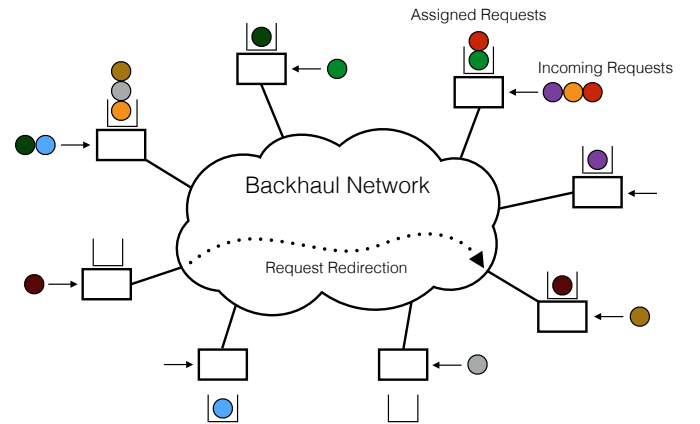 Assigned Requests
Incoming Requests
Backhaul Network
Request Redirection